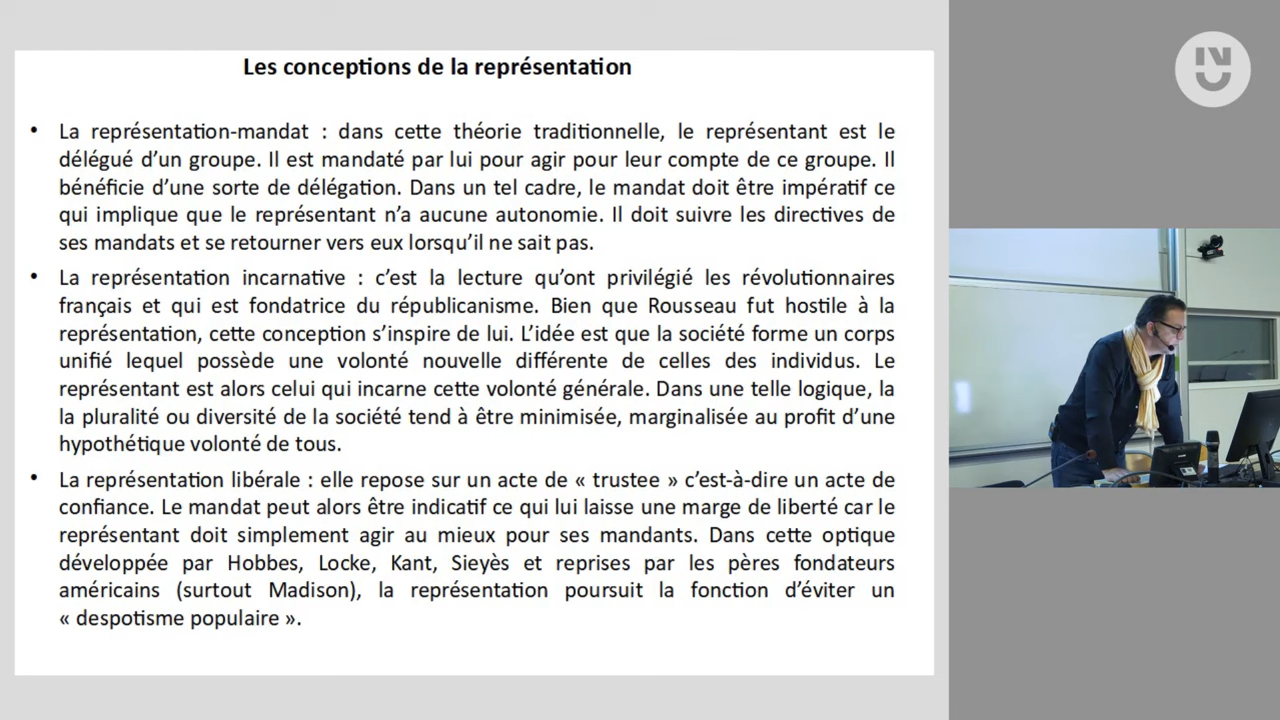 Les conceptions de la représentation
• La représentation-mandat : dans cette théorie traditionnelle, le représentant est le
délégué d'un groupe. Il est mandaté par lui pour agir pour leur compte de ce groupe. Il
bénéficie d'une sorte de délégation. Dans un tel cadre, le mandat doit être impératif ce
qui implique que le représentant n'a aucune autonomie. Il doit suivre les directives de
ses mandats et se retourner vers eux lorsqu'il ne sait pas.
• La représentation incarnative : c'est la lecture qu'ont privilégié les révolutionnaires
français et qui est fondatrice du républicanisme. Bien que Rousseau fut hostile à la
représentation, cette conception s'inspire de lui. L'idée est que la société forme un corps
unifié lequel possède une volonté nouvelle différente de celles des individus. Le
représentant est alors celui qui incarne cette volonté générale. Dans une telle logique, la
la pluralité ou diversité de la société tend à être minimisée, marginalisée au profit d'une
hypothétique volonté de tous.
• La représentation libérale : elle repose sur un acte de « trustee » c'est-à-dire un acte de
confiance. Le mandat peut alors être indicatif ce qui lui laisse une marge de liberté car le
représentant doit simplement agir au mieux pour ses mandants. Dans cette optique
développée par Hobbes, Locke, Kant, Sieyès et reprises par les pères fondateurs
américains (surtout Madison), la représentation poursuit la fonction d'éviter un
« despotisme populaire ».